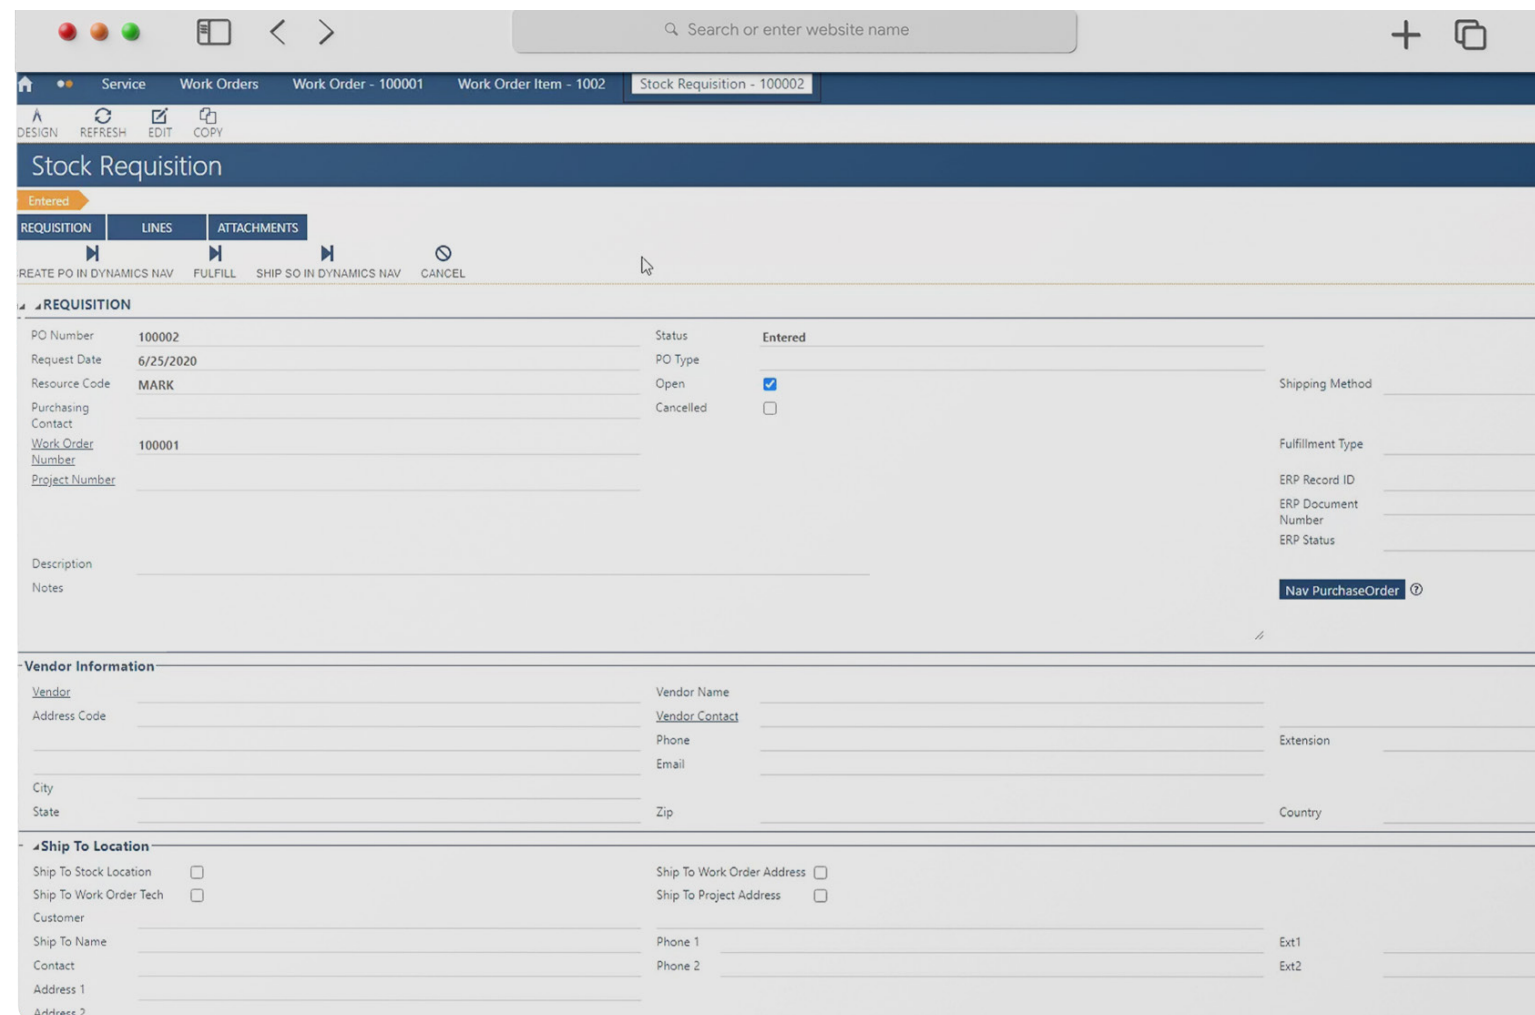 Search or enter website name
Service Work Orders Work Order - 100001 Work Order Item - 1002 Stock Requisition - 100002
DESIGN REFRESH EDIT COPY
Stock Requisition
Entered
REQUISITION LINES ATTACHMENTS
REATE PO IN DYNAMICS NAV FULFILL SHIP SO IN DYNAMICS NAV CANCEL
REQUISITION
PO Number 100002 Status Entered
Request Date 6/25/2020 PO Type
Resource Code MARK Open Shipping Method
Purchasing Contact Cancelled
Work Order Number 100001 Fulfillment Type
Project Number ERP Record ID
ERP Document Number
ERP Status
Description
Notes Nav PurchaseOrder ?
Vendor Information
Vendor Vendor Name
Address Code Vendor Contact
Phone Extension
Email
City
State Zip Country
Ship To Location
Ship To Stock Location Ship To Work Order Address
Ship To Work Order Tech Ship To Project Address
Customer
Ship To Name Phone 1 Ext1
Contact Phone 2 Ext2
Address 1
Address 2